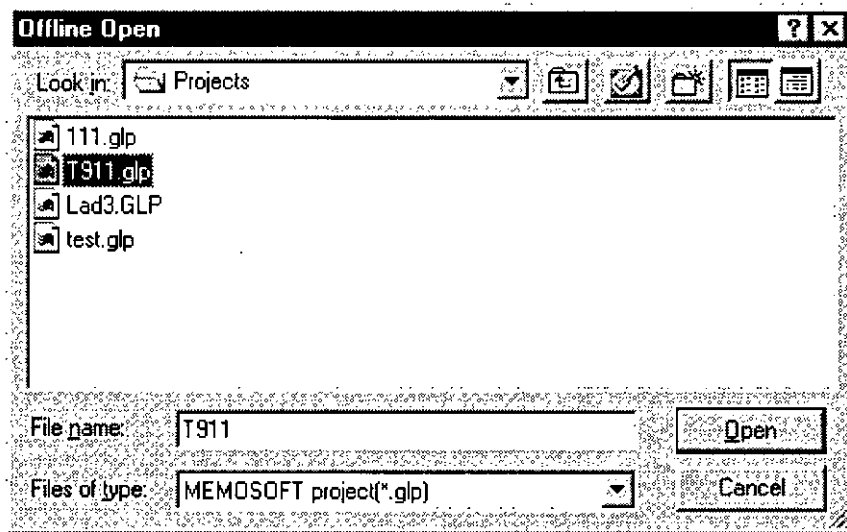 Offline Open
Look in: Projects
111.glp
T911.glp
Lad3.GLP
test.glp
File name: T911 Open
Files of type: MEMOSOFT project(*.glp) Cancel